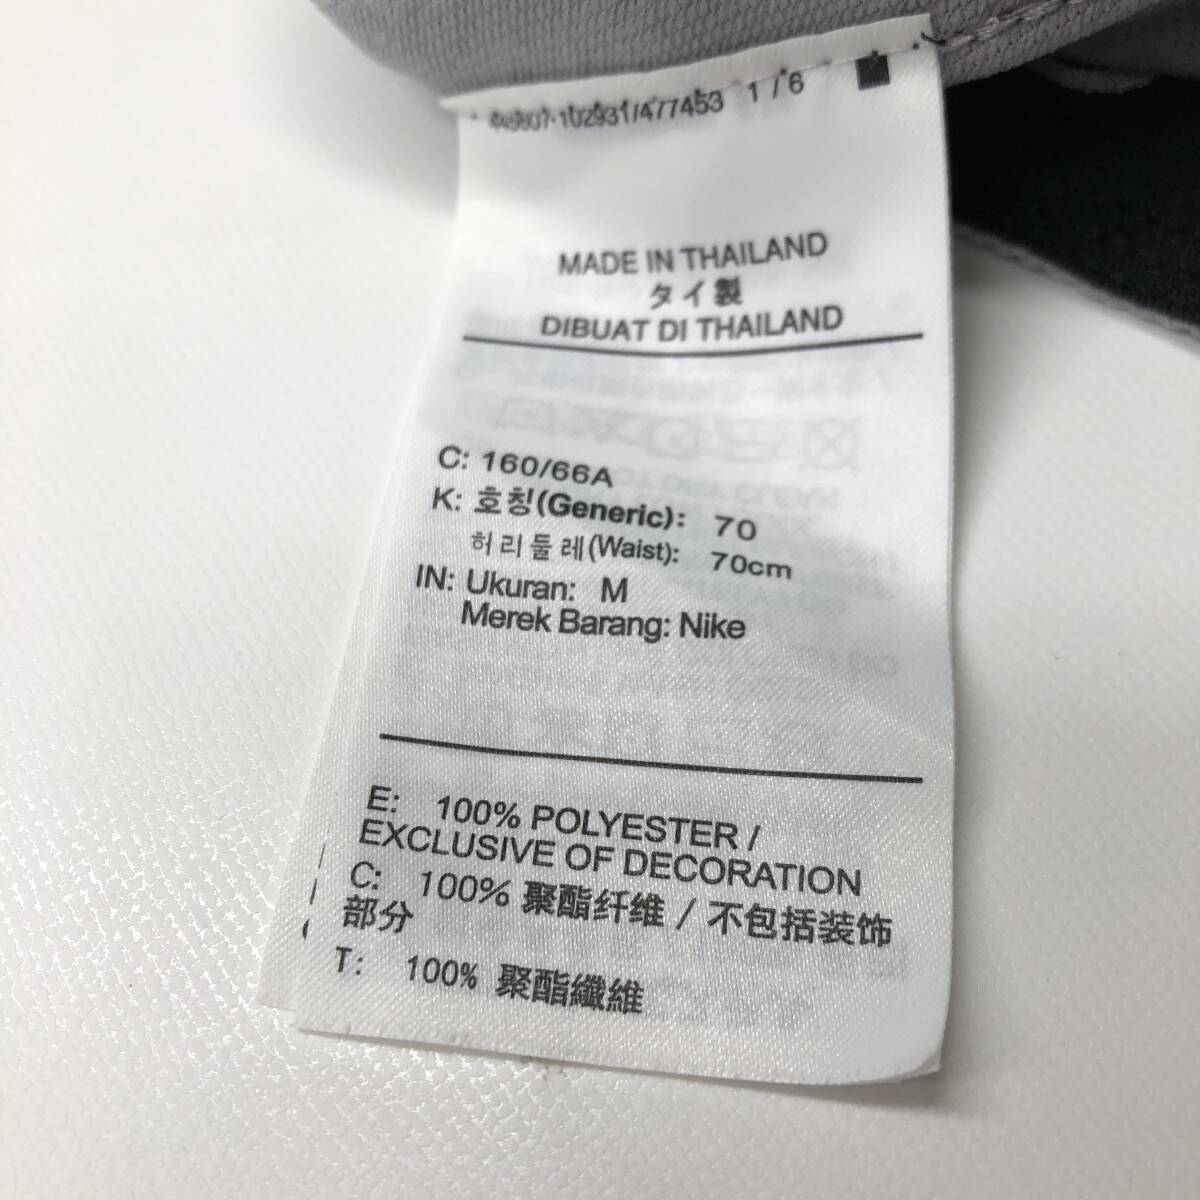 1 / 6
MADE IN THAILAND
タイ製
DIBUAT DI THAILAND
C: 160/66A
K: 호칭(Generic): 70
허리둘레(Waist): 70cm
IN: Ukuran: M
Merek Barang: Nike
E: 100% POLYESTER /
EXCLUSIVE OF DECORATION
C: 100% 聚酯纤维 / 不包括装饰
部分
T: 100% 聚酯纖維